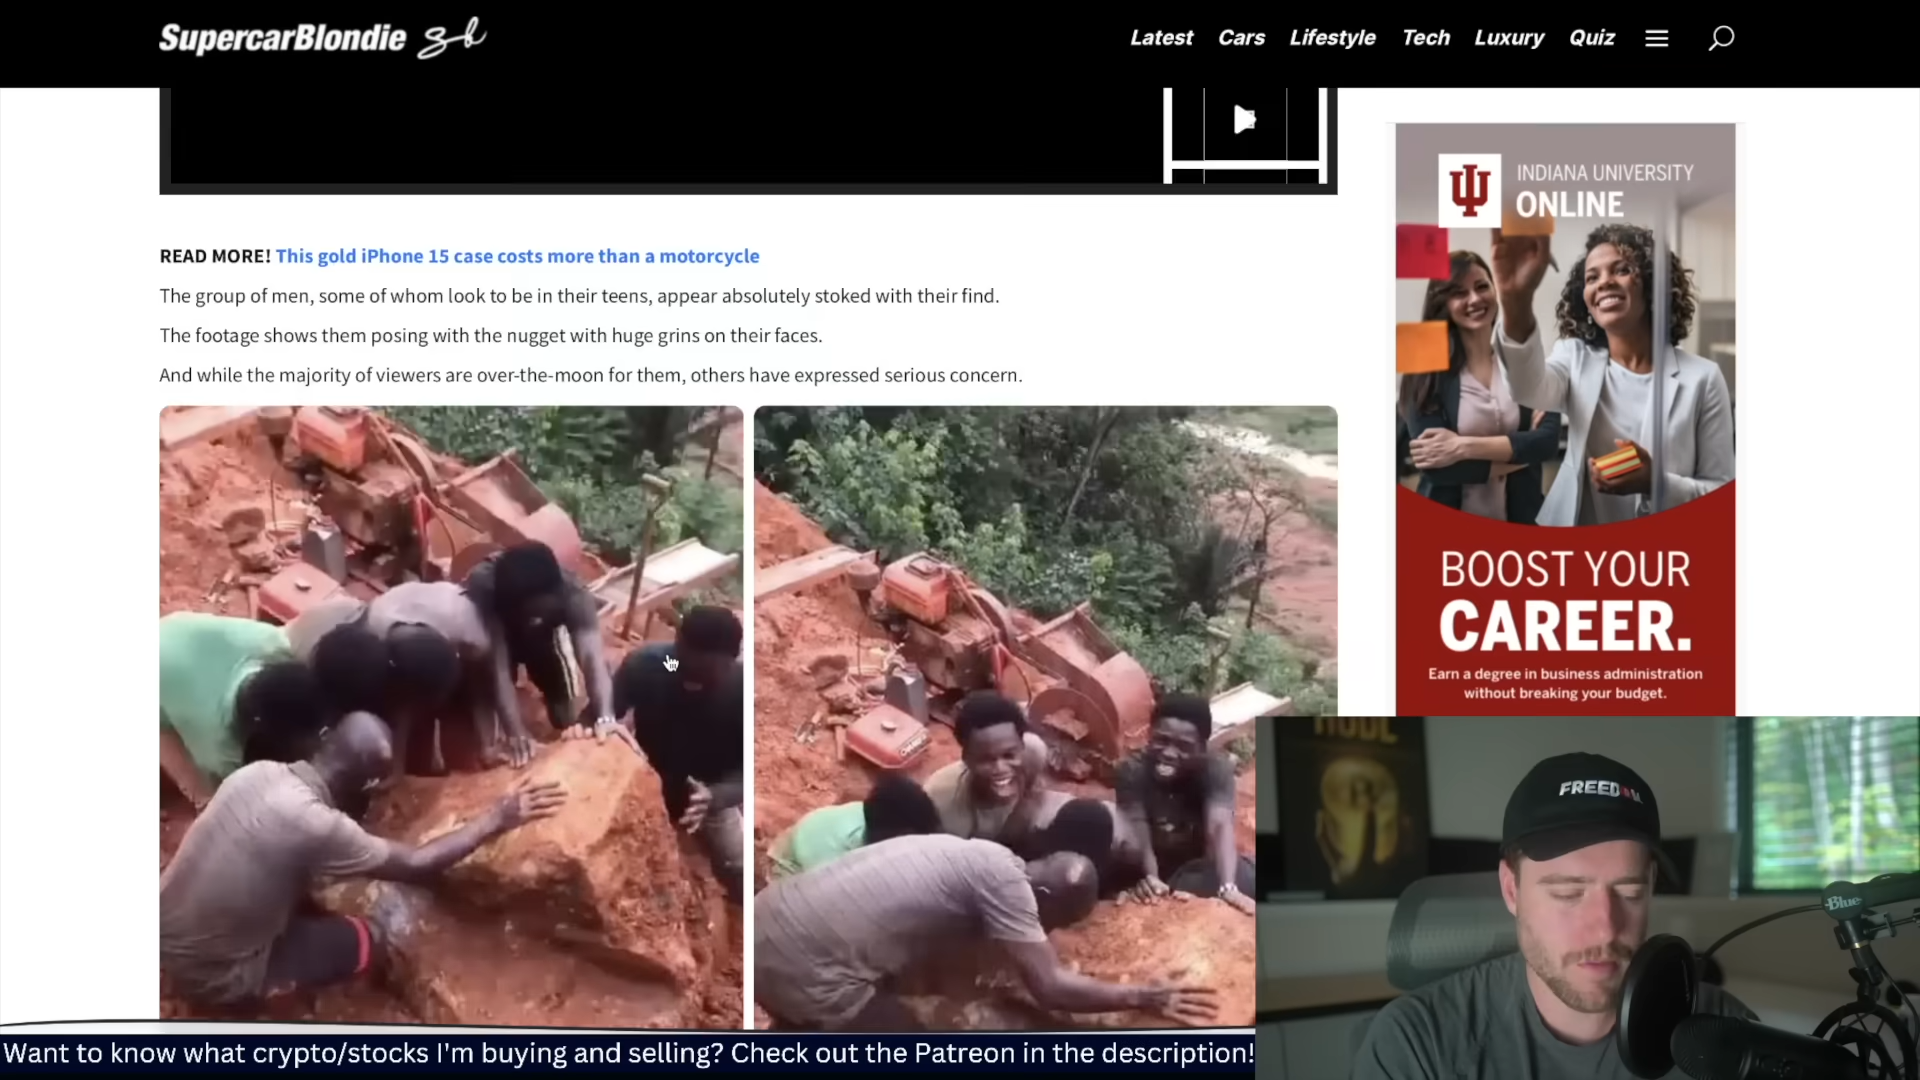 SupercarBlondie sb
Latest Cars Lifestyle Tech Luxury Quiz
READ MORE! This gold iPhone 15 case costs more than a motorcycle
The group of men, some of whom look to be in their teens, appear absolutely stoked with their find.
The footage shows them posing with the nugget with huge grins on their faces.
And while the majority of viewers are over-the-moon for them, others have expressed serious concern.
INDIANA UNIVERSITY
ONLINE
BOOST YOUR
CAREER.
Earn a degree in business administration
without breaking your budget.
HODL
FREEDOM
Blue
Want to know what crypto/stocks I'm buying and selling? Check out the Patreon in the description!